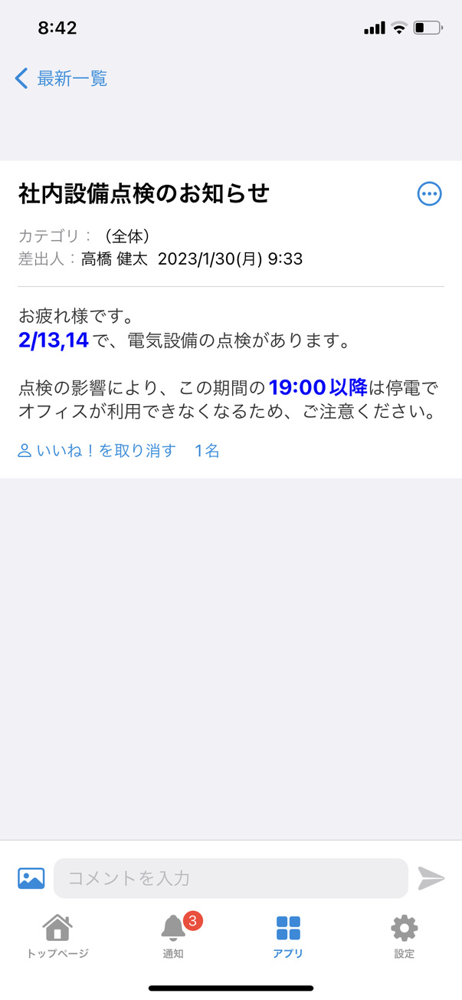 8:42
最新一覧
社内設備点検のお知らせ
カテゴリ：（全体）
差出人：高橋 健太 2023/1/30(月) 9:33
お疲れ様です。
2/13,14で、電気設備の点検があります。
点検の影響により、この期間の19:00以降は停電で
オフィスが利用できなくなるため、ご注意ください。
いいね！を取り消す 1名
コメントを入力
3
トップページ 通知 アプリ 設定